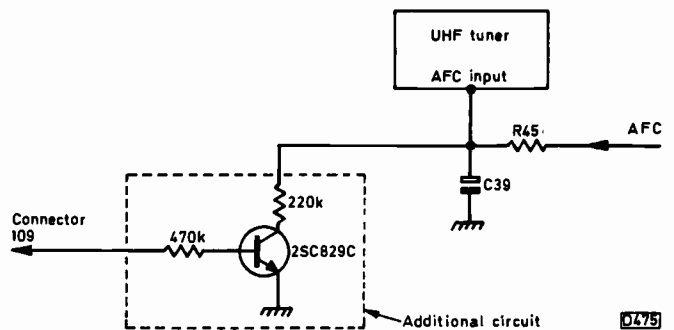 UHF tuner
AFC input
R45
AFC
C39
220k
Connector
109
470k
2SC829C
Additional circuit
D475